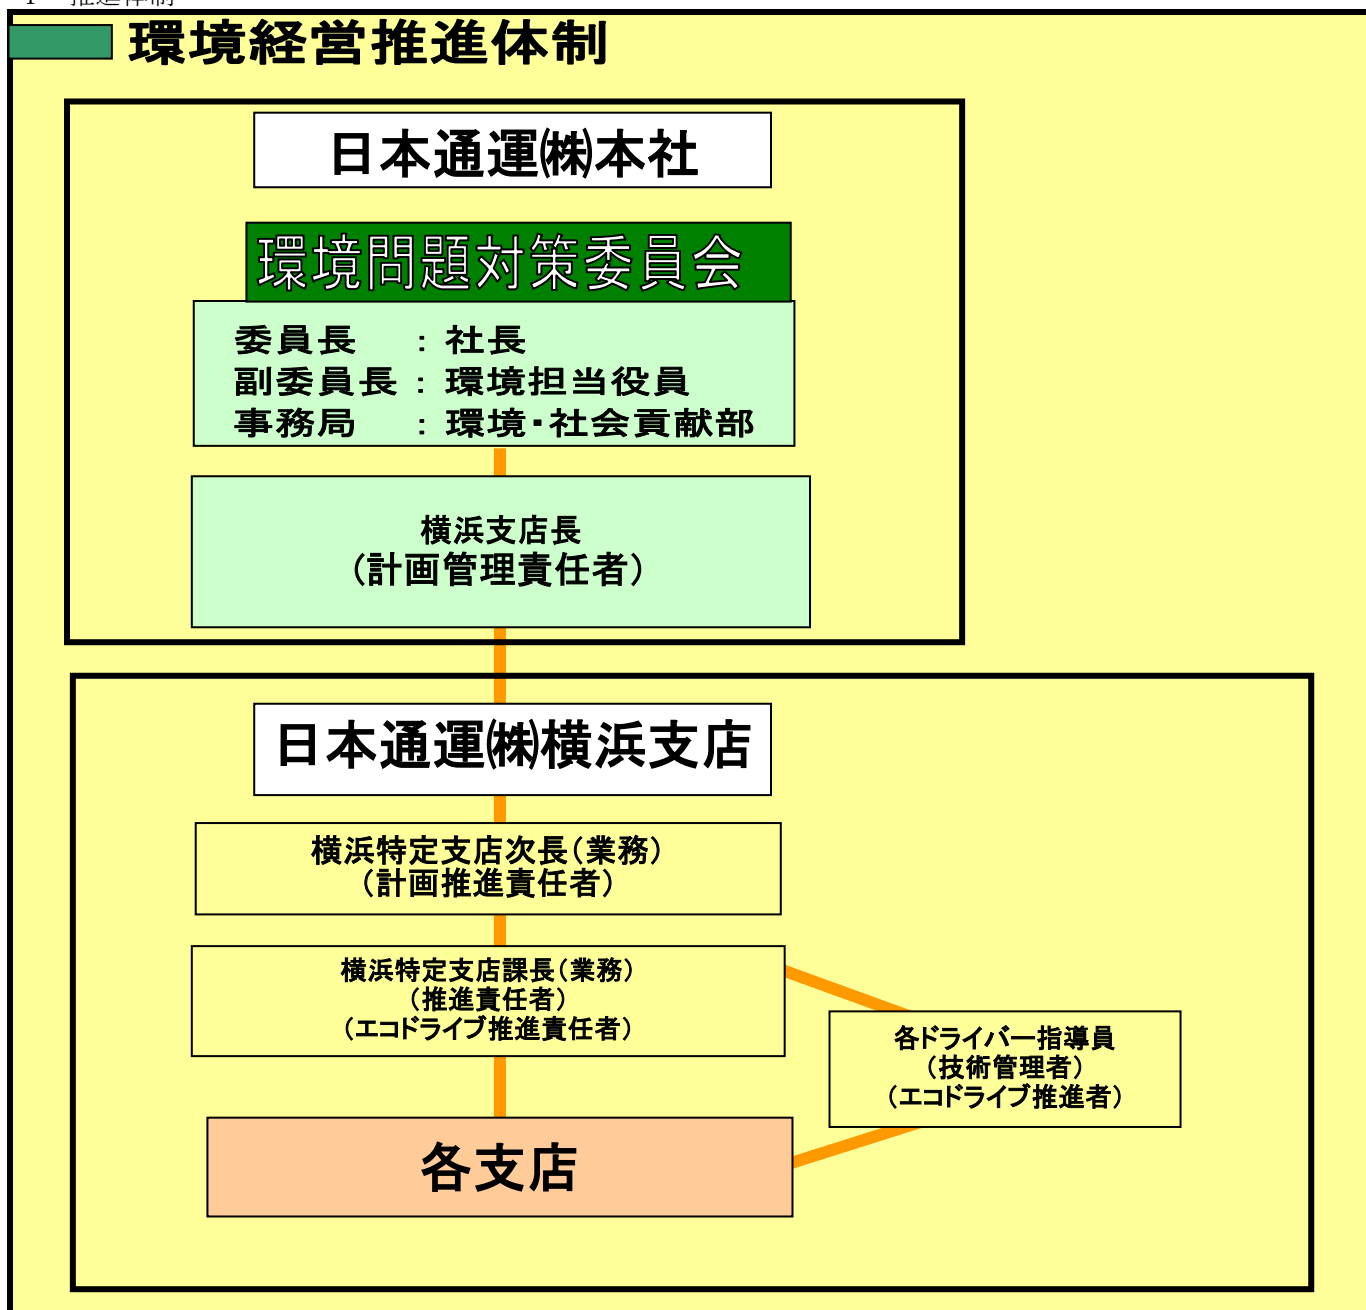 推進体制
環境経営推進体制
日本通運㈱本社
環境問題対策委員会
委員長 ： 社長
副委員長 ： 環境担当役員
事務局 ： 環境・社会貢献部
横浜支店長
（計画管理責任者）
日本通運㈱横浜支店
横浜特定支店次長（業務）
（計画推進責任者）
横浜特定支店課長（業務）
（推進責任者）
（エコドライブ推進責任者）
各ドライバー指導員
（技術管理者）
（エコドライブ推進者）
各支店